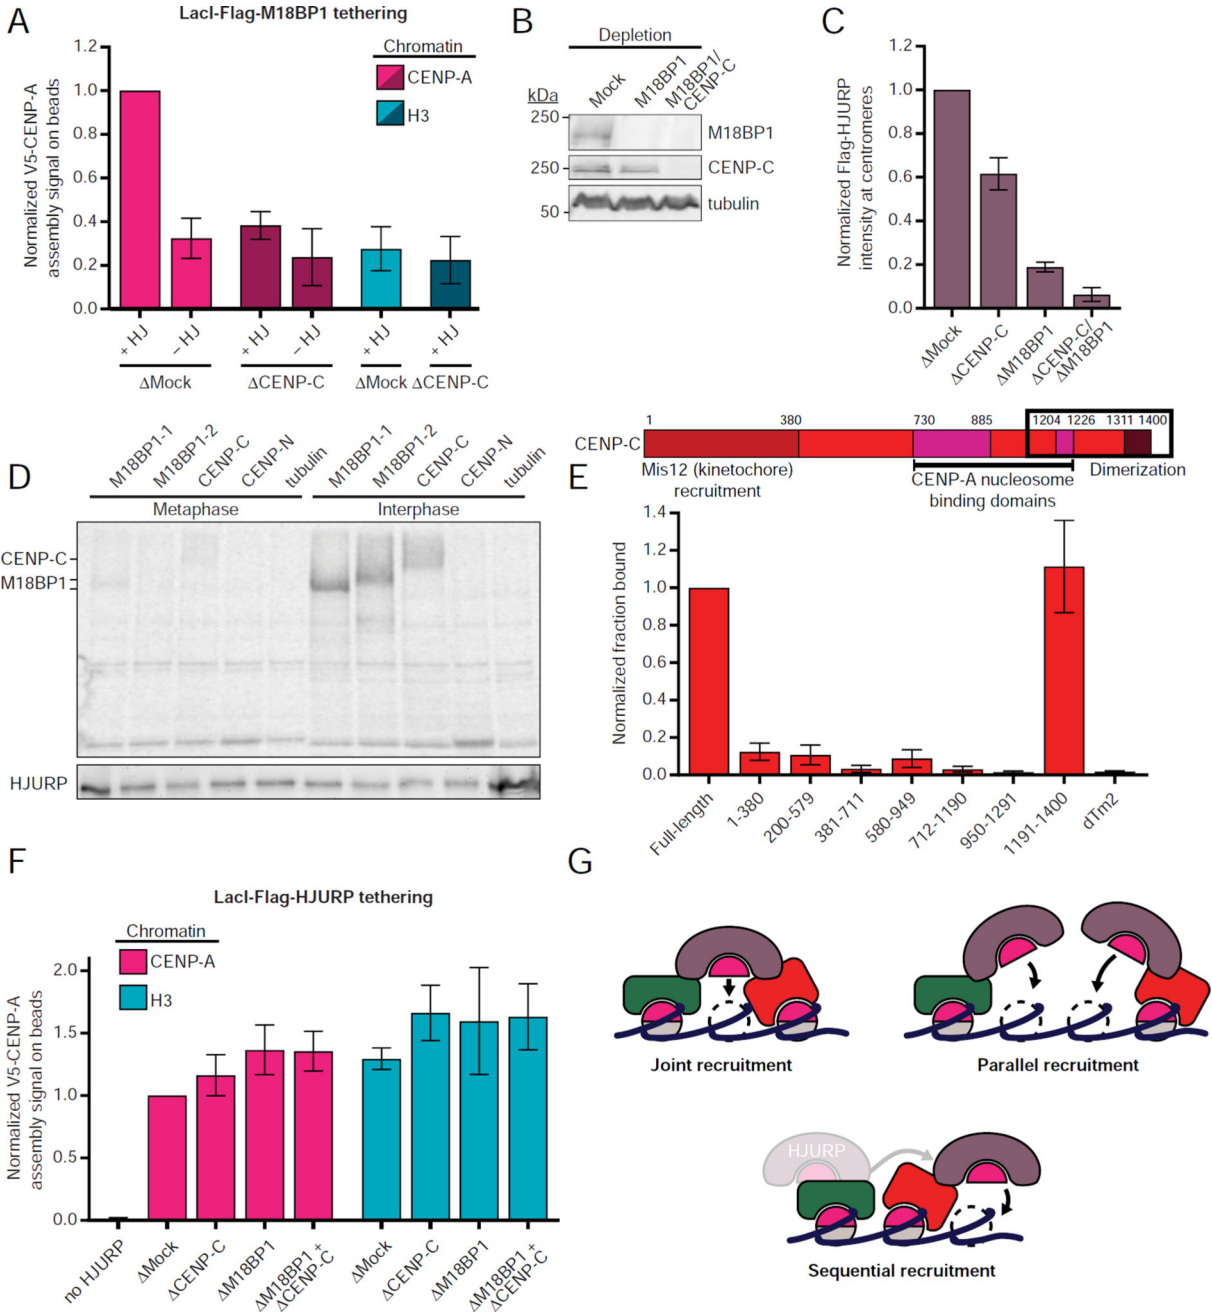 A
LacI-Flag-M18BP1 tethering
Normalized V5-CENP-A
assembly signal on beads
1.2
1.0
0.8
0.6
0.4
0.2
0.0
Chromatin
CENP-A
H3
+ HJ
– HJ
+ HJ
– HJ
+ HJ
+ HJ
ΔMock
ΔCENP-C
ΔMock
ΔCENP-C
B
Depletion
kDa
Mock
M18BP1
M18BP1/
CENP-C
250
M18BP1
250
CENP-C
50
tubulin
C
Normalized Flag-HJURP
intensity at centromeres
1.2
1.0
0.8
0.6
0.4
0.2
0.0
ΔMock
ΔCENP-C
ΔM18BP1
ΔCENP-C/
ΔM18BP1
D
M18BP1-1
M18BP1-2
CENP-C
CENP-N
tubulin
M18BP1-1
M18BP1-2
CENP-C
CENP-N
tubulin
Metaphase
Interphase
CENP-C
M18BP1
HJURP
E
1
380
730
885
1204
1226
1311
1400
CENP-C
Mis12 (kinetochore)
recruitment
CENP-A nucleosome
binding domains
Dimerization
Normalized fraction bound
1.4
1.2
1.0
0.8
0.6
0.4
0.2
0.0
Full-length
1-380
200-579
381-711
580-949
712-1190
950-1291
1191-1400
dTm2
F
LacI-Flag-HJURP tethering
Chromatin
CENP-A
H3
Normalized V5-CENP-A
assembly signal on beads
2.0
1.5
1.0
0.5
0.0
no HJURP
ΔMock
ΔCENP-C
ΔM18BP1
ΔM18BP1 +
ΔCENP-C
ΔMock
ΔCENP-C
ΔM18BP1
ΔM18BP1 +
ΔCENP-C
G
Joint recruitment
Parallel recruitment
HJURP
Sequential recruitment